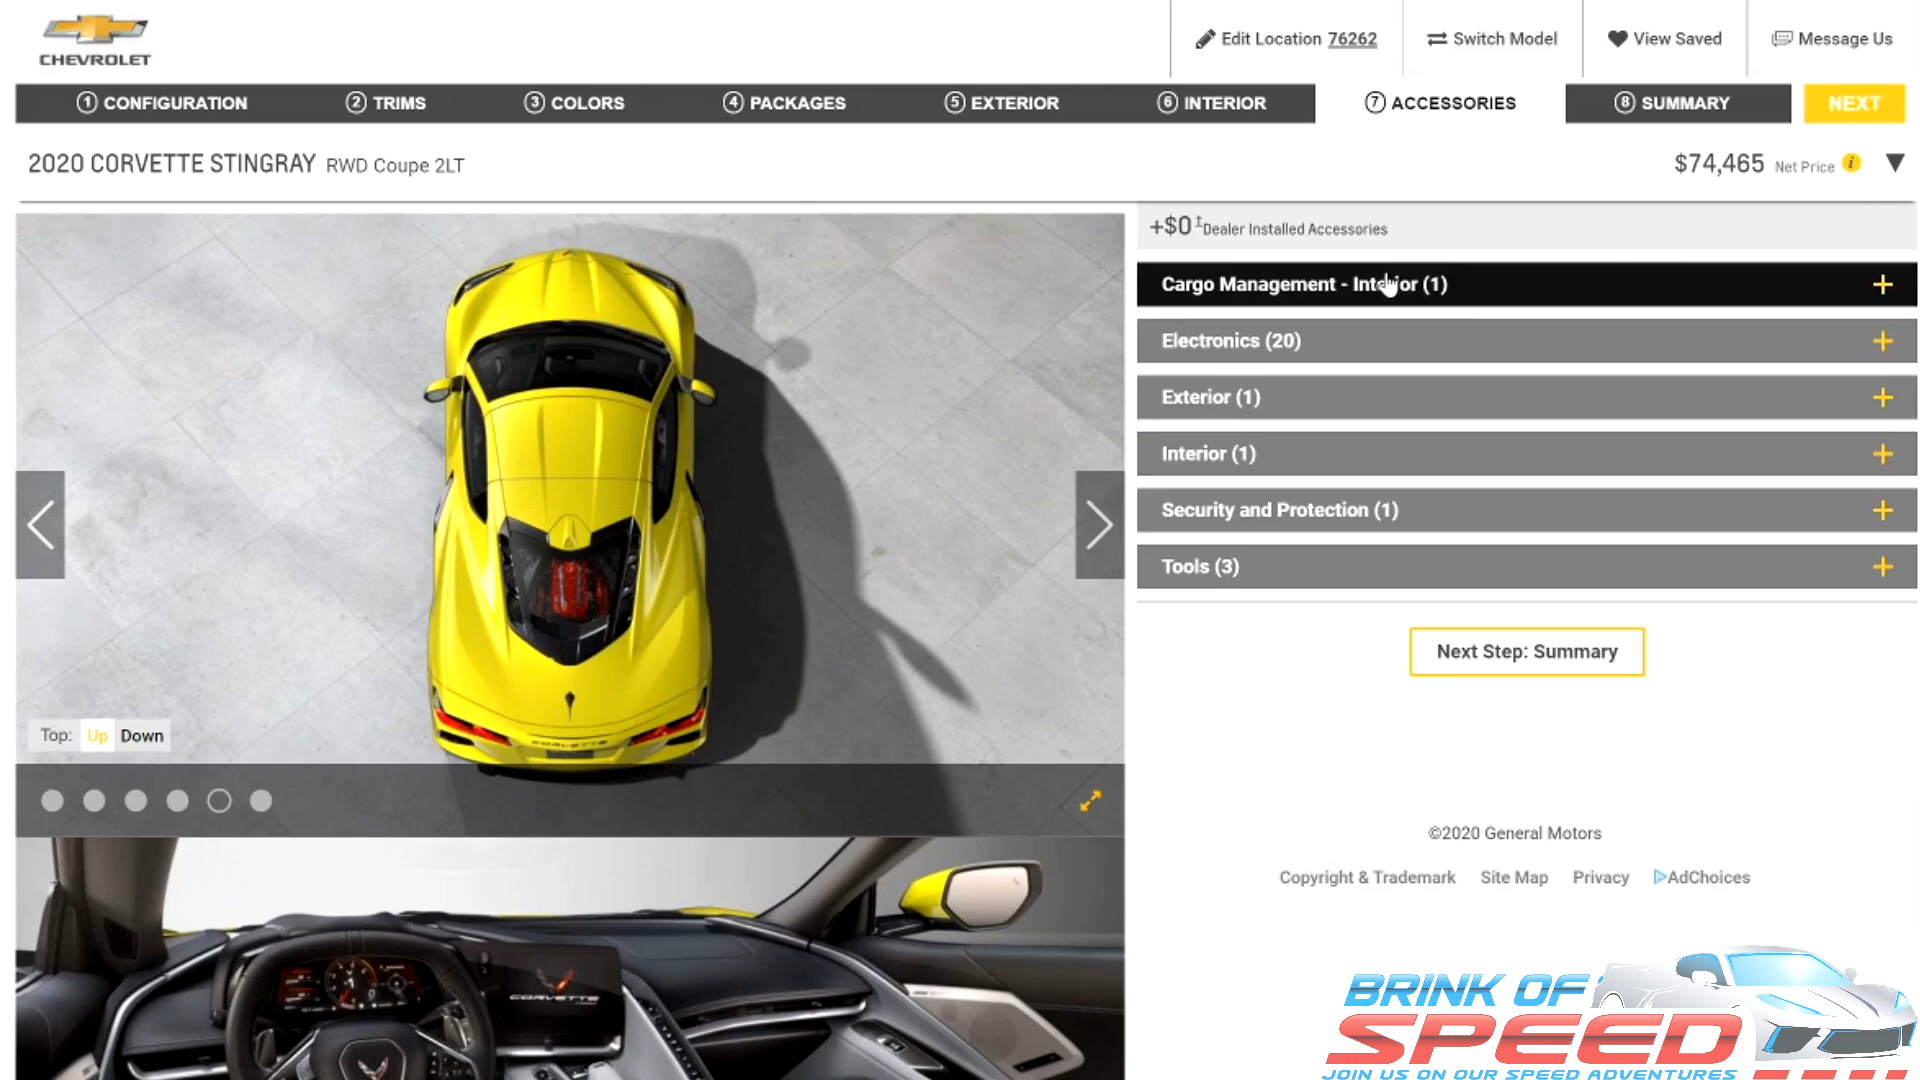 CHEVROLET
Edit Location 76262
Switch Model
View Saved
Message Us
1 CONFIGURATION
2 TRIMS
3 COLORS
4 PACKAGES
5 EXTERIOR
6 INTERIOR
7 ACCESSORIES
8 SUMMARY
NEXT
2020 CORVETTE STINGRAY RWD Coupe 2LT
$74,465 Net Price i
+$0‡Dealer Installed Accessories
Cargo Management - Interior (1)
Electronics (20)
Exterior (1)
Interior (1)
Security and Protection (1)
Tools (3)
Next Step: Summary
Top: Up Down
CORVETTE
©2020 General Motors
Copyright & Trademark Site Map Privacy AdChoices
CORVETTE
BRINK OF
SPEED
JOIN US ON OUR SPEED ADVENTURES